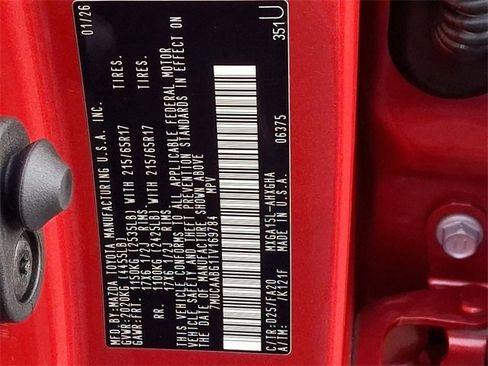 MFD.BY:MAZDA TOYOTA MANUFACTURING U.S.A. INC. 01/26
GVWR:2020KG (4455LB)
GAWR:FRT. 1150KG (2535LB) WITH 215/65R17 TIRES,
17X6 1/2J RIMS
RR. 1100KG (2425LB) WITH 215/65R17 TIRES,
17X6 1/2J RIMS
THIS VEHICLE CONFORMS TO ALL APPLICABLE FEDERAL MOTOR
VEHICLE SAFETY AND THEFT PREVENTION STANDARDS IN EFFECT ON
THE DATE OF MANUFACTURE SHOWN ABOVE
7MUCAABG1TV169784 MPV
06375 351U
C/TR:D25/FA20 MXGA15L-AHXGHA
A/TM: /K121F MADE IN U.S.A.